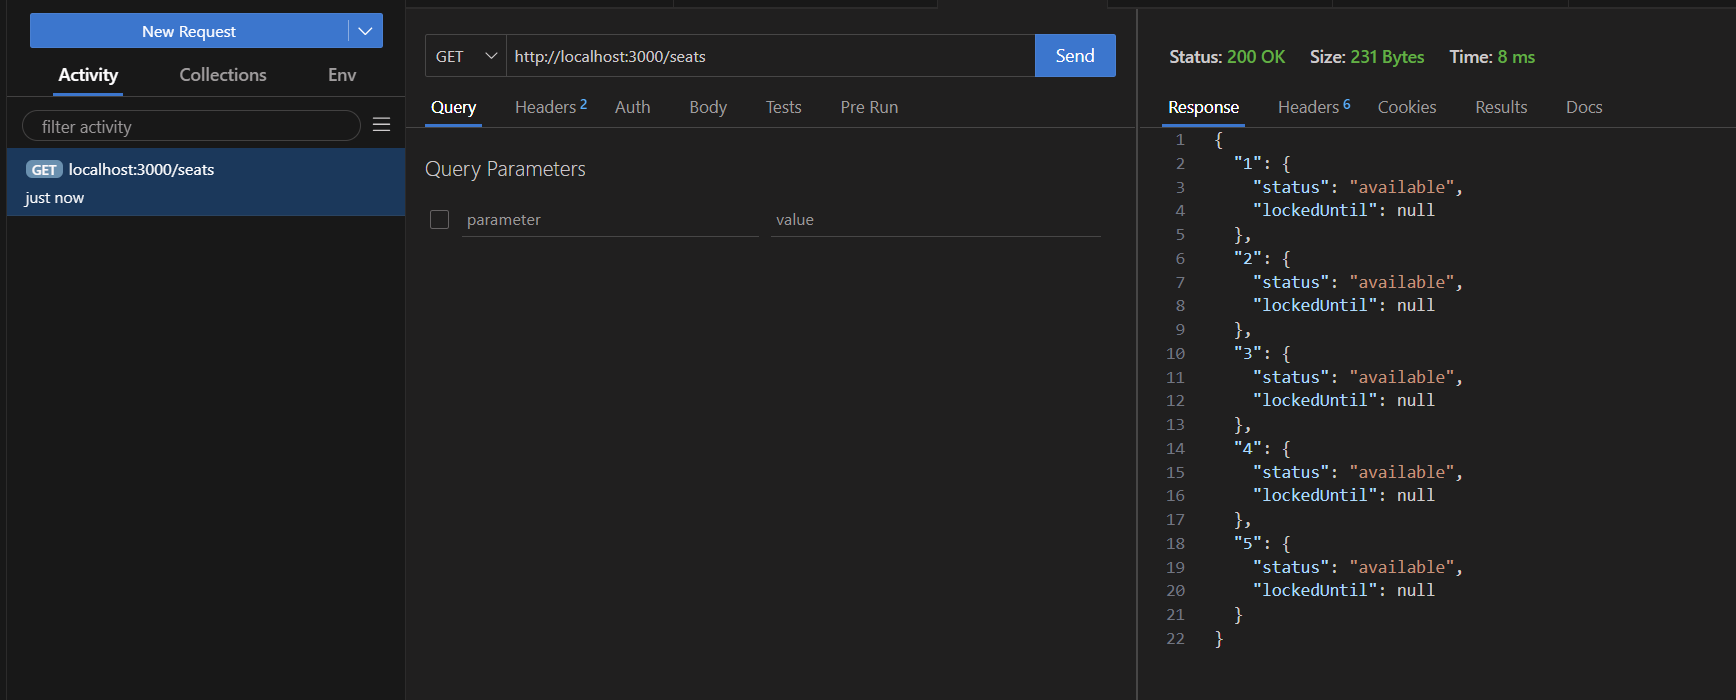 New Request
Activity Collections Env
filter activity
GET localhost:3000/seats
just now
GET http://localhost:3000/seats Send
Query Headers 2 Auth Body Tests Pre Run
Query Parameters
parameter value
Status: 200 OK Size: 231 Bytes Time: 8 ms
Response Headers 6 Cookies Results Docs
1 {
2 "1": {
3 "status": "available",
4 "lockedUntil": null
5 },
6 "2": {
7 "status": "available",
8 "lockedUntil": null
9 },
10 "3": {
11 "status": "available",
12 "lockedUntil": null
13 },
14 "4": {
15 "status": "available",
16 "lockedUntil": null
17 },
18 "5": {
19 "status": "available",
20 "lockedUntil": null
21 }
22 }